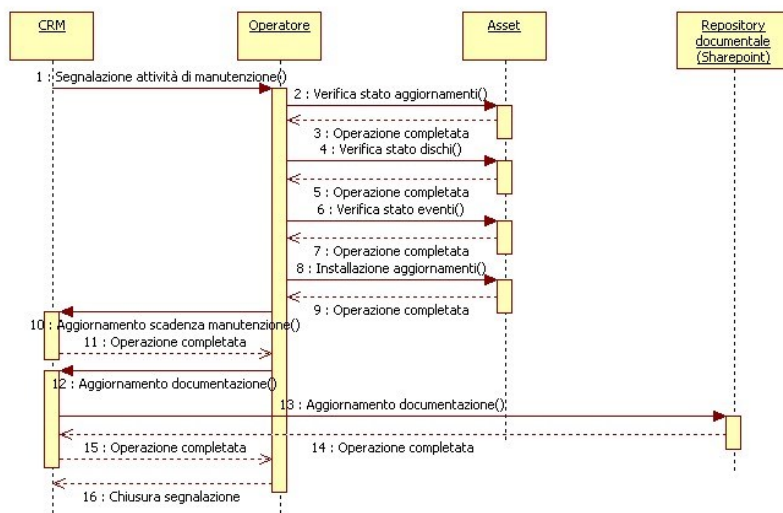 CRM
Operatore
Asset
Repository
documentale
(Sharepoint)
1 : Segnalazione attività di manutenzione()
2 : Verifica stato aggiornamenti()
3 : Operazione completata
4 : Verifica stato dischi()
5 : Operazione completata
6 : Verifica stato eventi()
7 : Operazione completata
8 : Installazione aggiornamenti()
9 : Operazione completata
10 : Aggiornamento scadenza manutenzione()
11 : Operazione completata
12 : Aggiornamento documentazione()
13 : Aggiornamento documentazione()
14 : Operazione completata
15 : Operazione completata
16 : Chiusura segnalazione